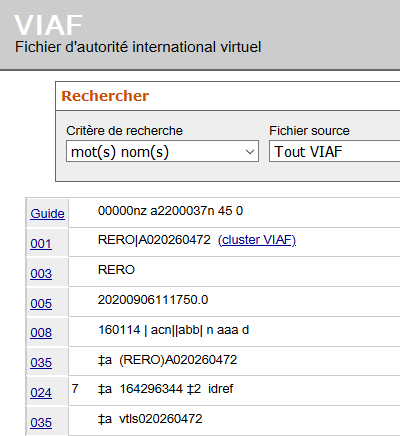 VIAF
Fichier d'autorité international virtuel
Rechercher
Critère de recherche
Fichier source
mot(s) nom(s)
Tout VIAF
Guide 00000nz a2200037n 45 0
001 RERO|A020260472 (cluster VIAF)
003 RERO
005 20200906111750.0
008 160114 | acn||abb| n aaa d
035 ‡a (RERO)A020260472
024 7 ‡a 164296344 ‡2 idref
035 ‡a vtls020260472